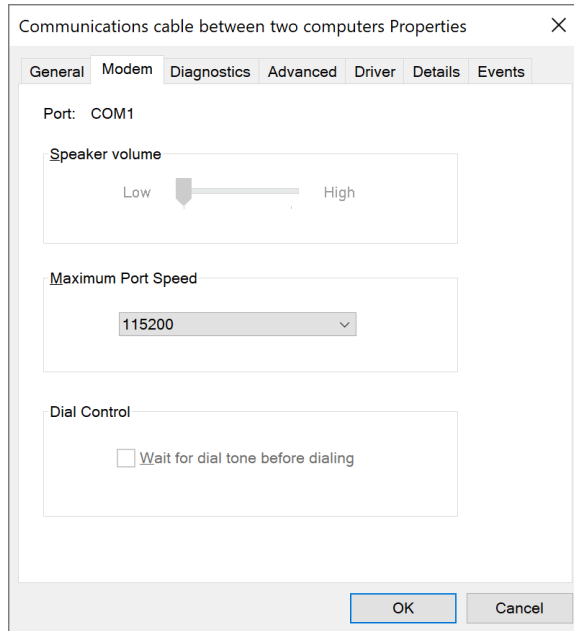 Communications cable between two computers Properties
General Modem Diagnostics Advanced Driver Details Events
Port: COM1
Speaker volume
Low High
Maximum Port Speed
115200
Dial Control
Wait for dial tone before dialing
OK Cancel